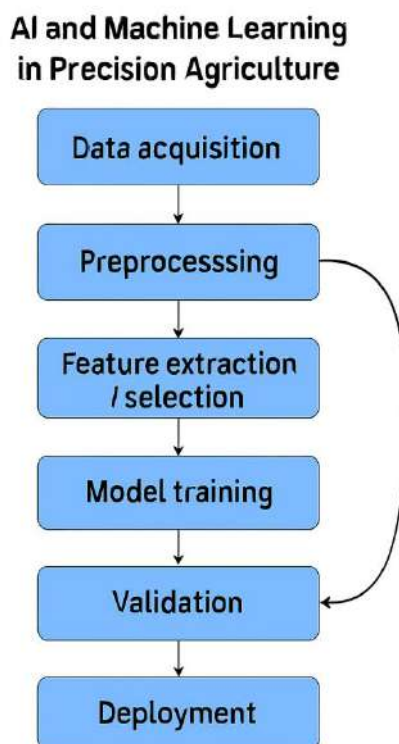 AI and Machine Learning
in Precision Agriculture
Data acquisition
Preprocesssing
Feature extraction
/ selection
Model training
Validation
Deployment